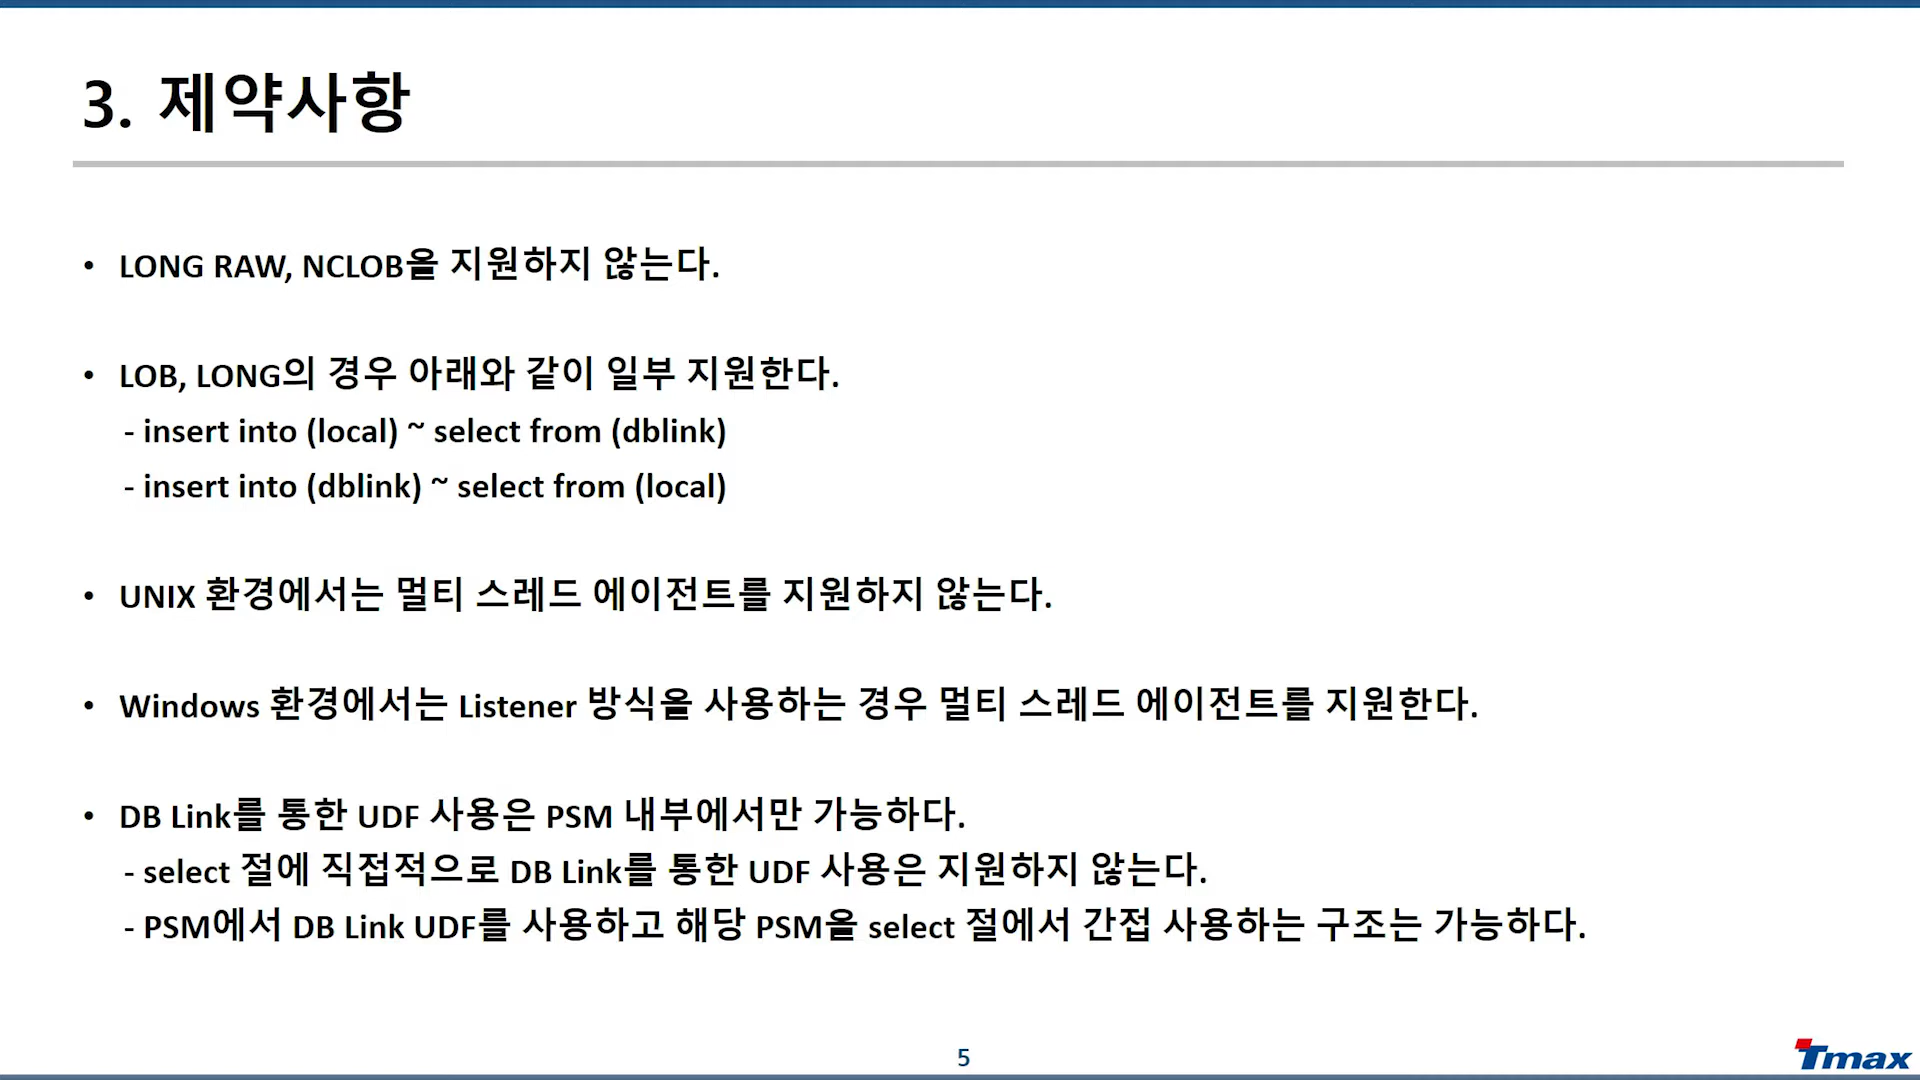 3. 제약사항
• LONG RAW, NCLOB을 지원하지 않는다.
• LOB, LONG의 경우 아래와 같이 일부 지원한다.
- insert into (local) ~ select from (dblink)
- insert into (dblink) ~ select from (local)
• UNIX 환경에서는 멀티 스레드 에이전트를 지원하지 않는다.
• Windows 환경에서는 Listener 방식을 사용하는 경우 멀티 스레드 에이전트를 지원한다.
• DB Link를 통한 UDF 사용은 PSM 내부에서만 가능하다.
- select 절에 직접적으로 DB Link를 통한 UDF 사용은 지원하지 않는다.
- PSM에서 DB Link UDF를 사용하고 해당 PSM을 select 절에서 간접 사용하는 구조는 가능하다.
5
Tmax